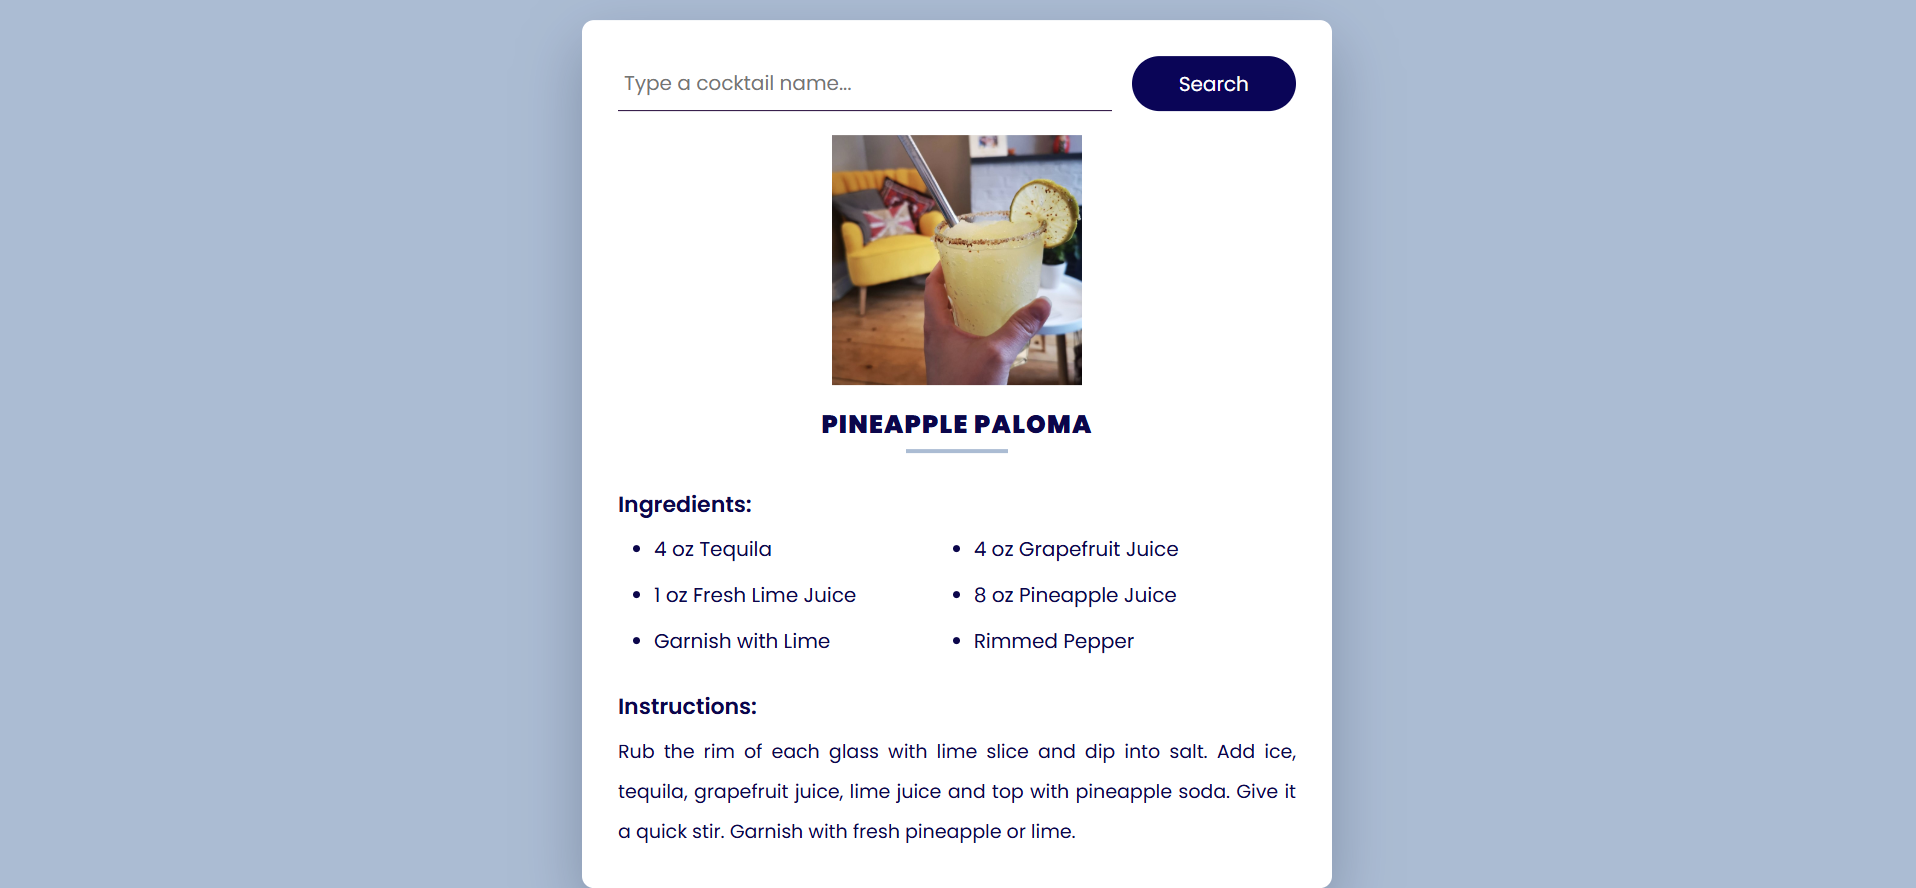 Type a cocktail name...
Search
PINEAPPLE PALOMA
Ingredients:
4 oz Tequila
4 oz Grapefruit Juice
1 oz Fresh Lime Juice
8 oz Pineapple Juice
Garnish with Lime
Rimmed Pepper
Instructions:
Rub the rim of each glass with lime slice and dip into salt. Add ice,
tequila, grapefruit juice, lime juice and top with pineapple soda. Give it
a quick stir. Garnish with fresh pineapple or lime.